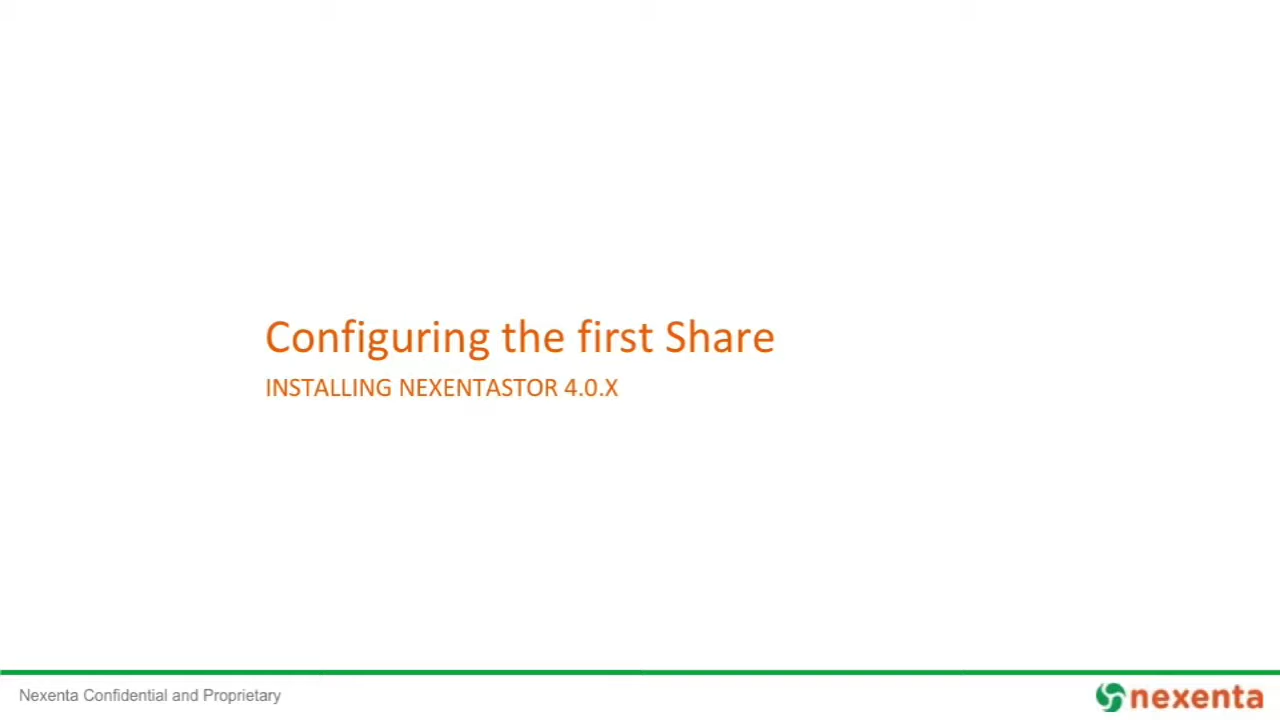 Configuring the first Share
INSTALLING NEXENTASTOR 4.0.X
Nexenta Confidential and Proprietary
nexenta